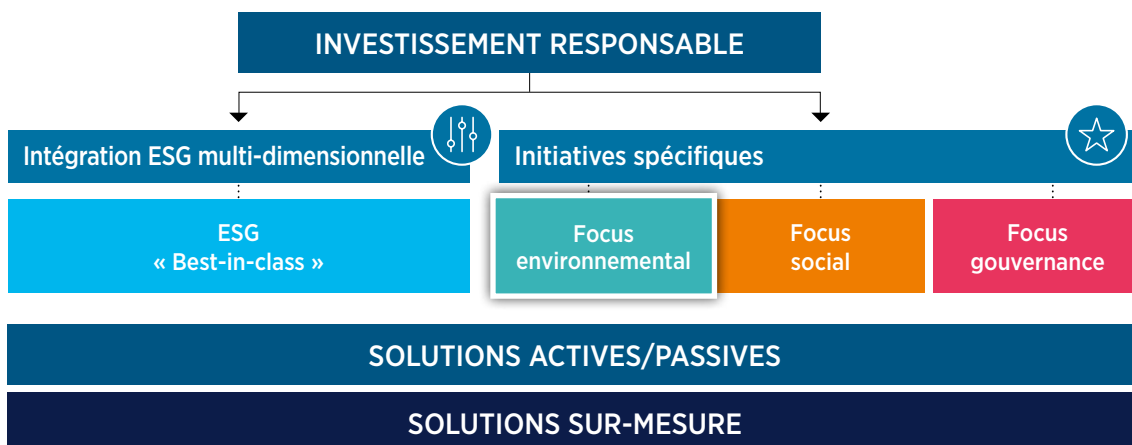 INVESTISSEMENT RESPONSABLE
Intégration ESG multi-dimensionnelle
Initiatives spécifiques
ESG
« Best-in-class »
Focus
environnemental
Focus
social
Focus
gouvernance
SOLUTIONS ACTIVES/PASSIVES
SOLUTIONS SUR-MESURE